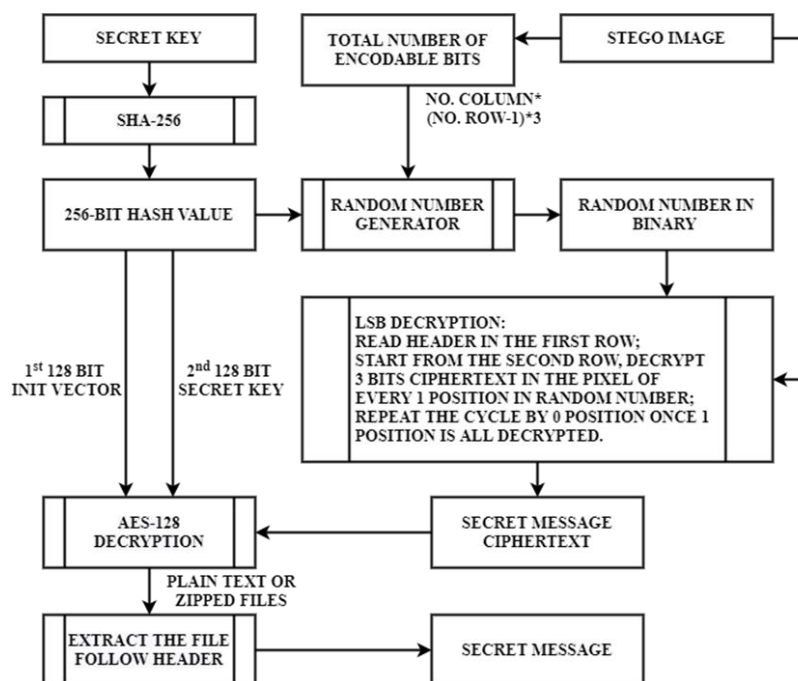 SECRET KEY
TOTAL NUMBER OF
ENCODABLE BITS
STEGO IMAGE
NO. COLUMN*
(NO. ROW-1)*3
SHA-256
256-BIT HASH VALUE
RANDOM NUMBER
GENERATOR
RANDOM NUMBER IN
BINARY
LSB DECRYPTION:
READ HEADER IN THE FIRST ROW;
START FROM THE SECOND ROW, DECRYPT
3 BITS CIPHERTEXT IN THE PIXEL OF
EVERY 1 POSITION IN RANDOM NUMBER;
REPEAT THE CYCLE BY 0 POSITION ONCE 1
POSITION IS ALL DECRYPTED.
1st 128 BIT
INIT VECTOR
2nd 128 BIT
SECRET KEY
AES-128
DECRYPTION
SECRET MESSAGE
CIPHERTEXT
PLAIN TEXT OR
ZIPPED FILES
EXTRACT THE FILE
FOLLOW HEADER
SECRET MESSAGE